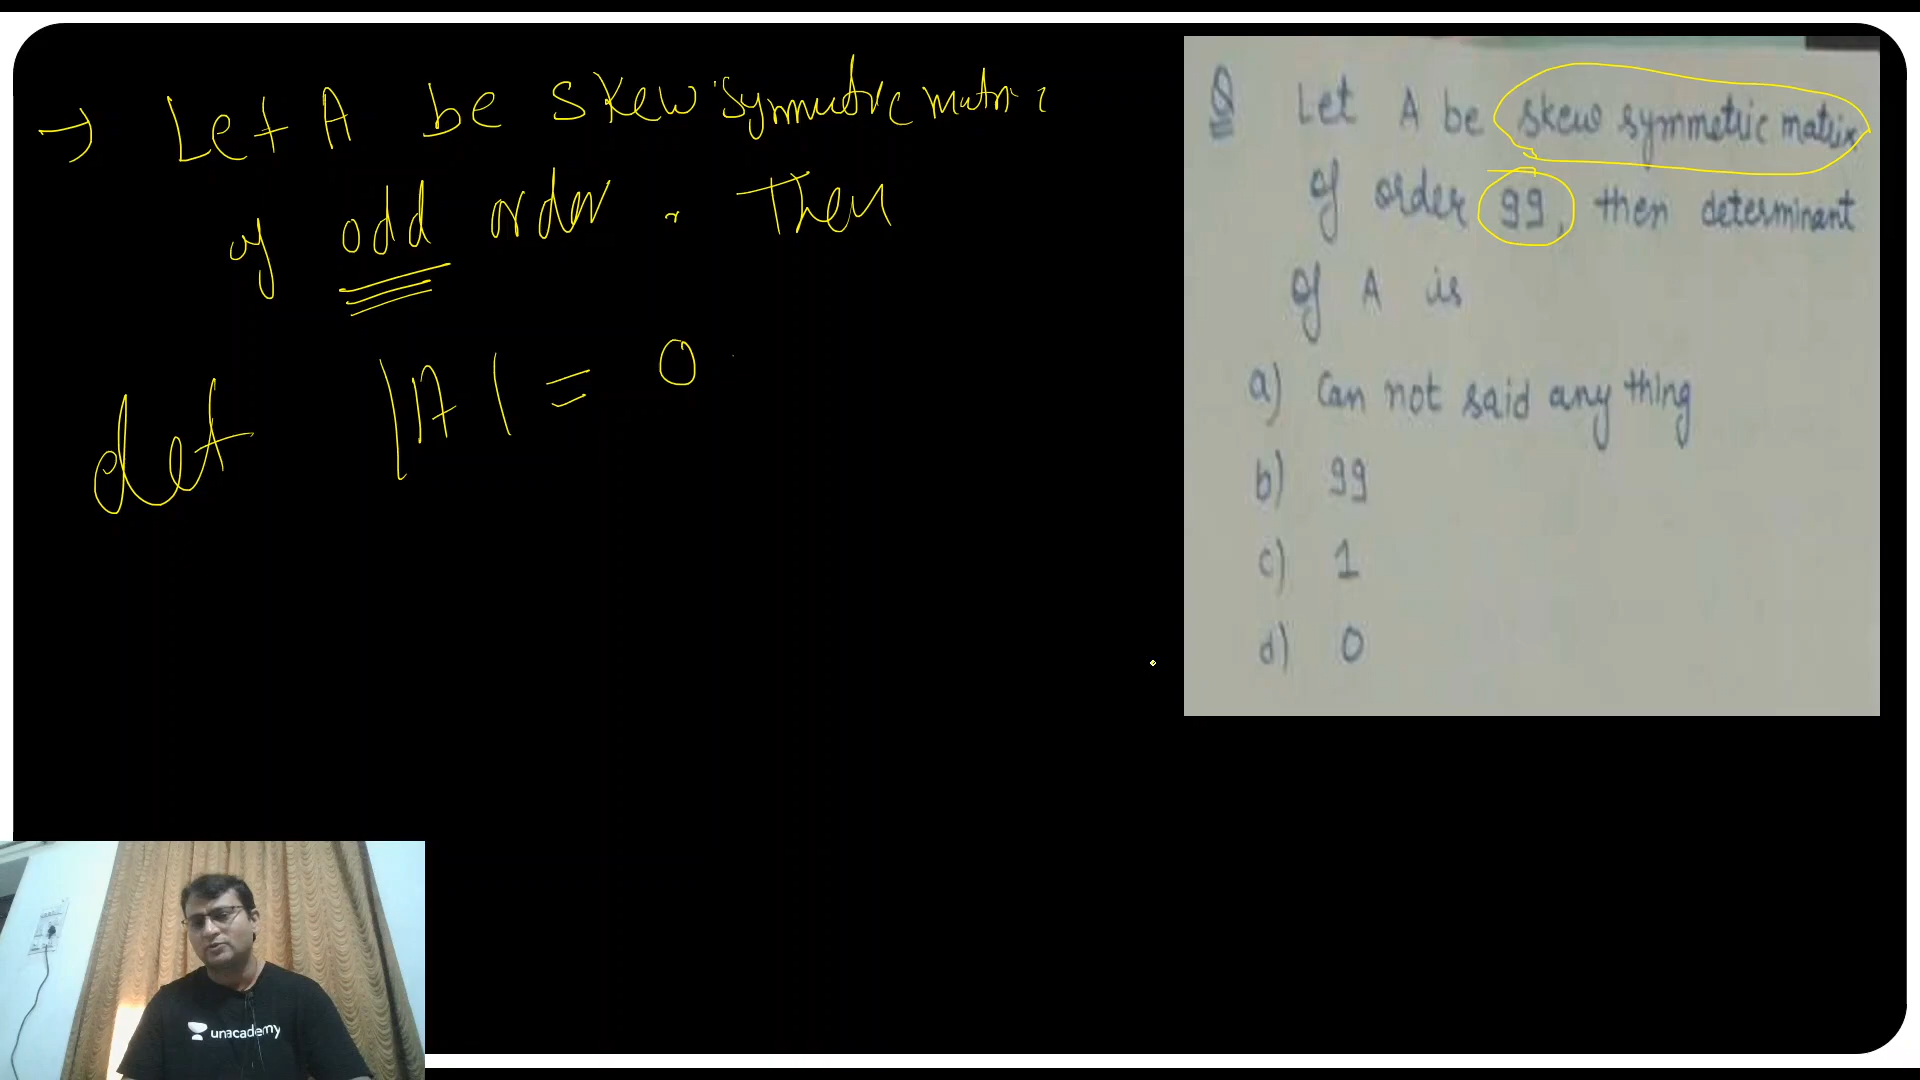 → Let A be skew symmetric matri
of odd order. Then
det |A| = 0
Q Let A be skew symmetric matrix
of order 99, then determinant
of A is
a) Can not said any thing
b) 99
c) 1
d) 0
unacademy